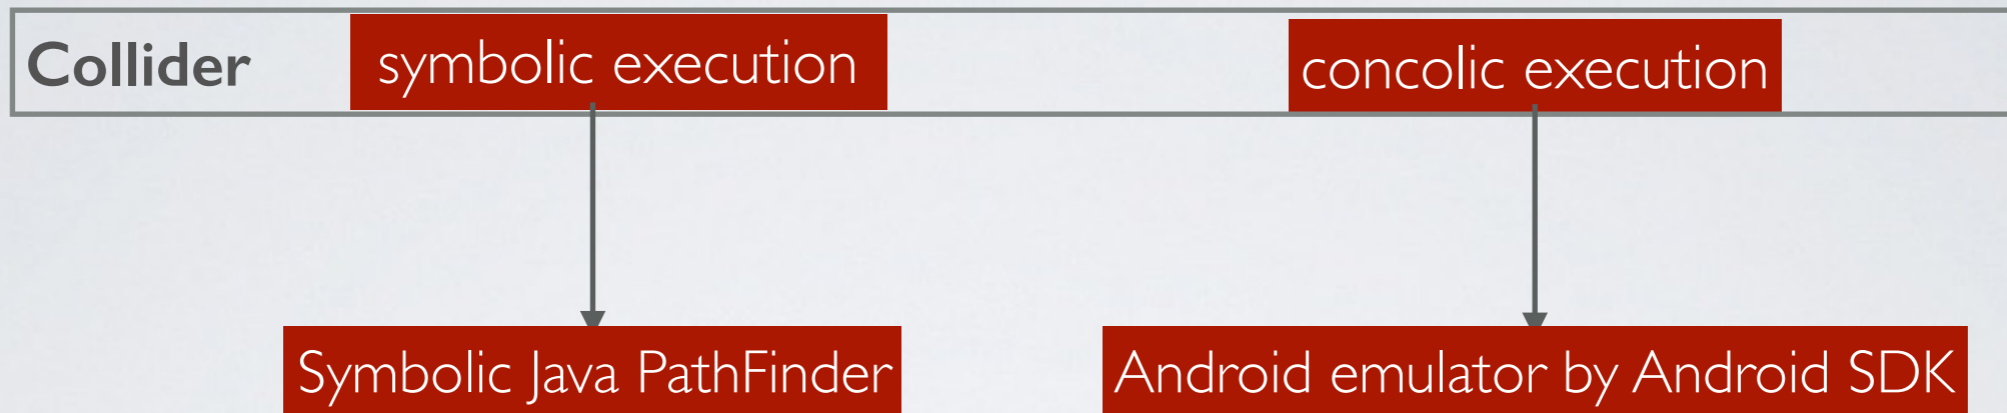 Collider symbolic execution concolic execution
Symbolic Java PathFinder Android emulator by Android SDK